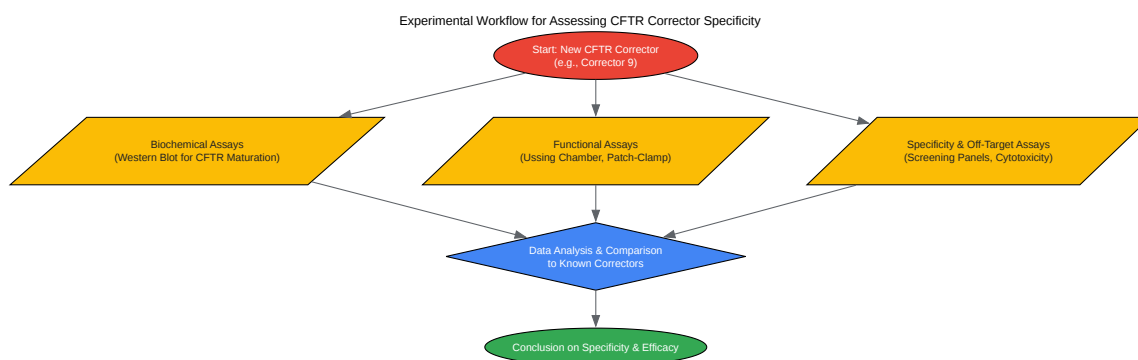 Experimental Workflow for Assessing CFTR Corrector Specificity
Start: New CFTR Corrector
(e.g., Corrector 9)
Biochemical Assays
(Western Blot for CFTR Maturation)
Functional Assays
(Ussing Chamber, Patch-Clamp)
Specificity & Off-Target Assays
(Screening Panels, Cytotoxicity)
Data Analysis & Comparison
to Known Correctors
Conclusion on Specificity & Efficacy